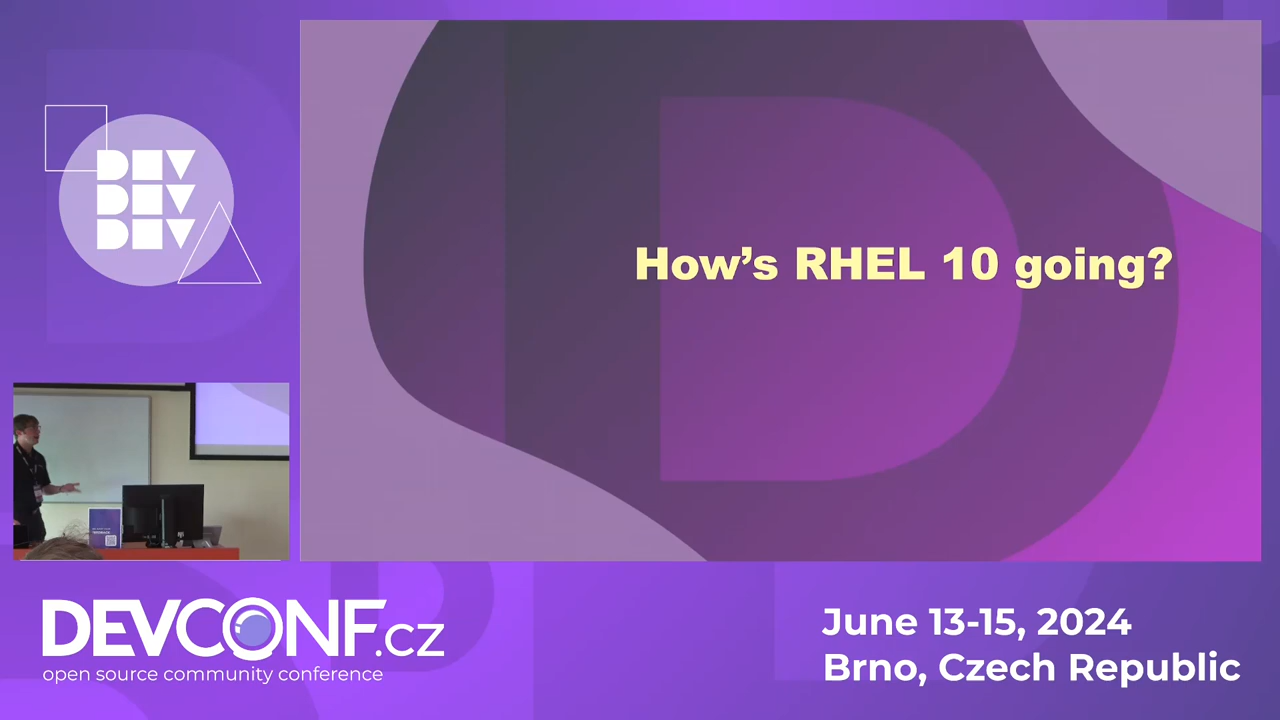 DEV
DEV
DEV
How's RHEL 10 going?
DEVCONF.cz
open source community conference
June 13-15, 2024
Brno, Czech Republic